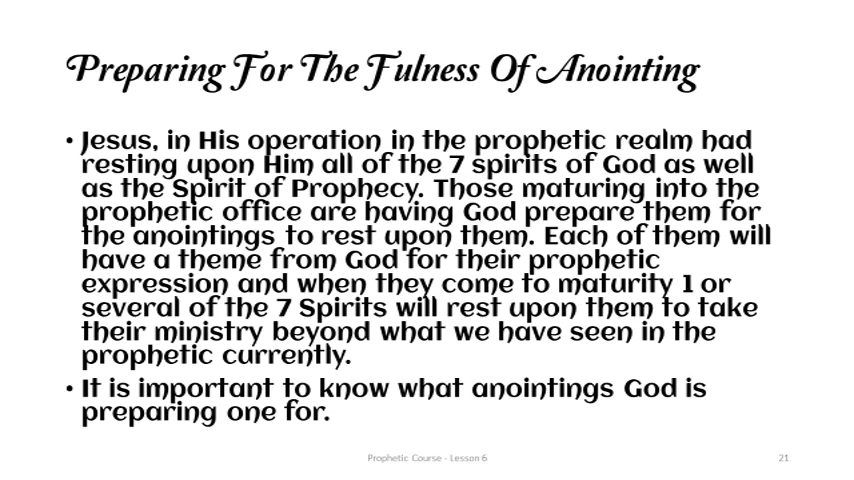 Preparing For The Fulness Of Anointing
• Jesus, in His operation in the prophetic realm had
resting upon Him all of the 7 spirits of God as well
as the Spirit of Prophecy. Those maturing into the
prophetic office are having God prepare them for
the anointings to rest upon them. Each of them will
have a theme from God for their prophetic
expression and when they come to maturity 1 or
several of the 7 Spirits will rest upon them to take
their ministry beyond what we have seen in the
prophetic currently.
• It is important to know what anointings God is
preparing one for.
Prophetic Course - Lesson 6
21